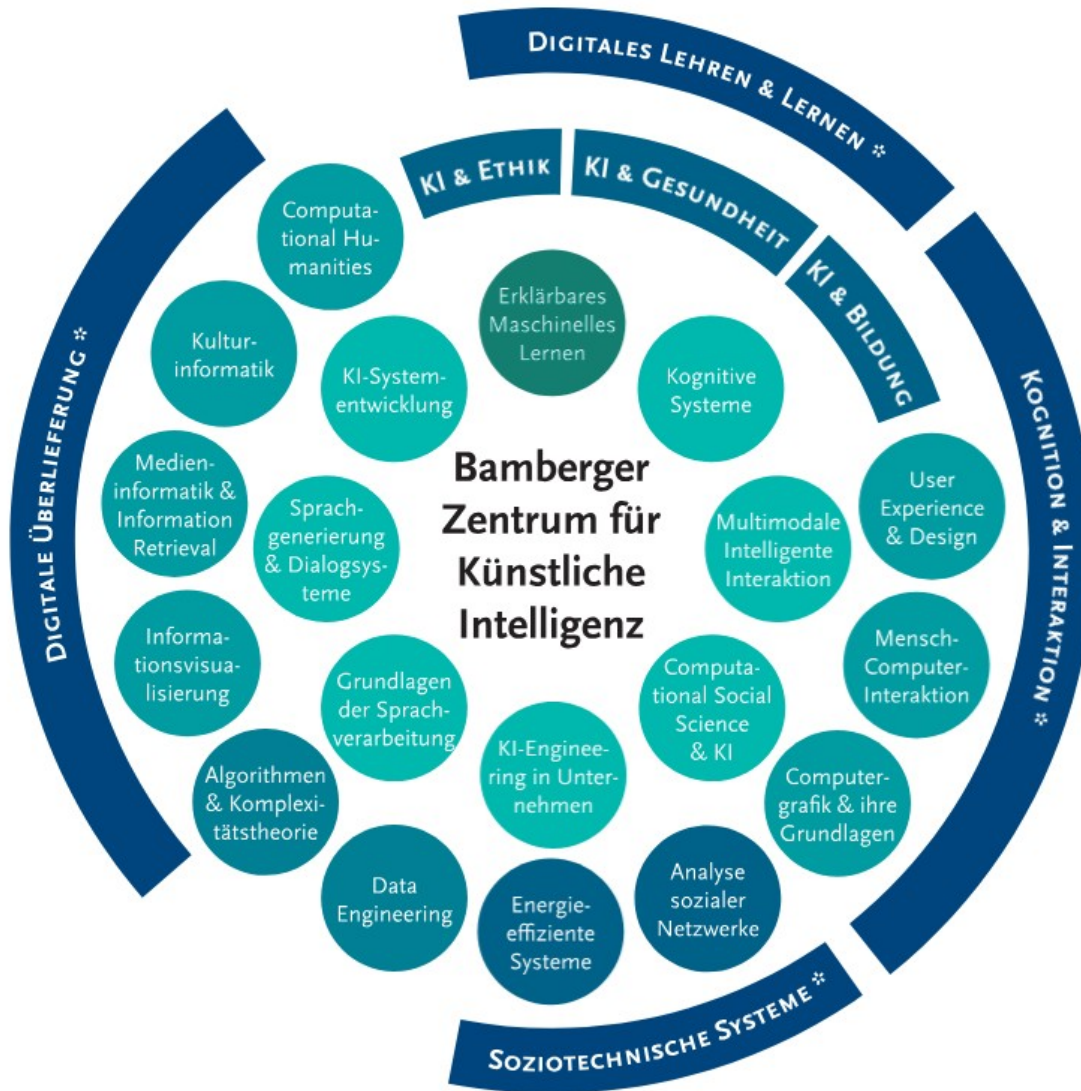 DIGITALES LEHREN & LERNEN *
KI & ETHIK
KI & GESUNDHEIT
KI & BILDUNG
KOGNITION & INTERAKTION *
DIGITALE ÜBERLIEFERUNG *
SOZIOTECHNISCHE SYSTEME *
Computa-
tional Hu-
manities
Kultur-
informatik
Medien-
informatik &
Information
Retrieval
Informa-
tionsvisua-
lisierung
Algorithmen
& Komplexi-
tätstheorie
Data
Engineering
Energie-
effiziente
Systeme
Analyse
sozialer
Netzwerke
Computer-
grafik & ihre
Grundlagen
Mensch-
Computer-
Interaktion
User
Experience
& Design
Erklärbares
Maschinelles
Lernen
Kognitive
Systeme
Multimodale
Intelligente
Interaktion
Computa-
tional Social
Science
& KI
KI-Enginee-
ring in Unter-
nehmen
Grundlagen
der Sprach-
verarbeitung
Sprach-
generierung
& Dialogsys-
teme
KI-System-
entwicklung
Bamberger
Zentrum für
Künstliche
Intelligenz